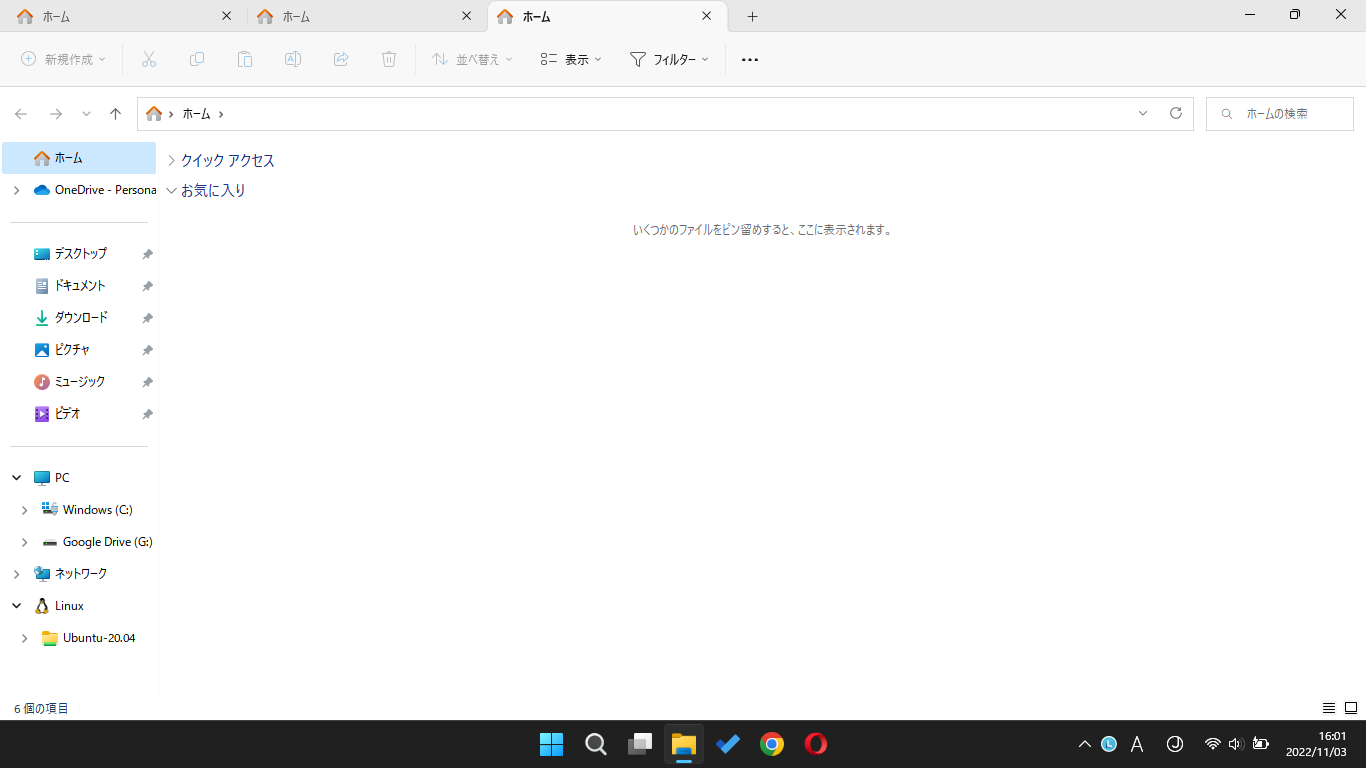 ホーム
ホーム
ホーム
新規作成
並べ替え
表示
フィルター
ホーム
ホームの検索
ホーム
OneDrive - Persona
デスクトップ
ドキュメント
ダウンロード
ピクチャ
ミュージック
ビデオ
PC
Windows (C:)
Google Drive (G:)
ネットワーク
Linux
Ubuntu-20.04
クイック アクセス
お気に入り
いくつかのファイルをピン留めすると、ここに表示されます。
6 個の項目
L
A
J
16:01
2022/11/03